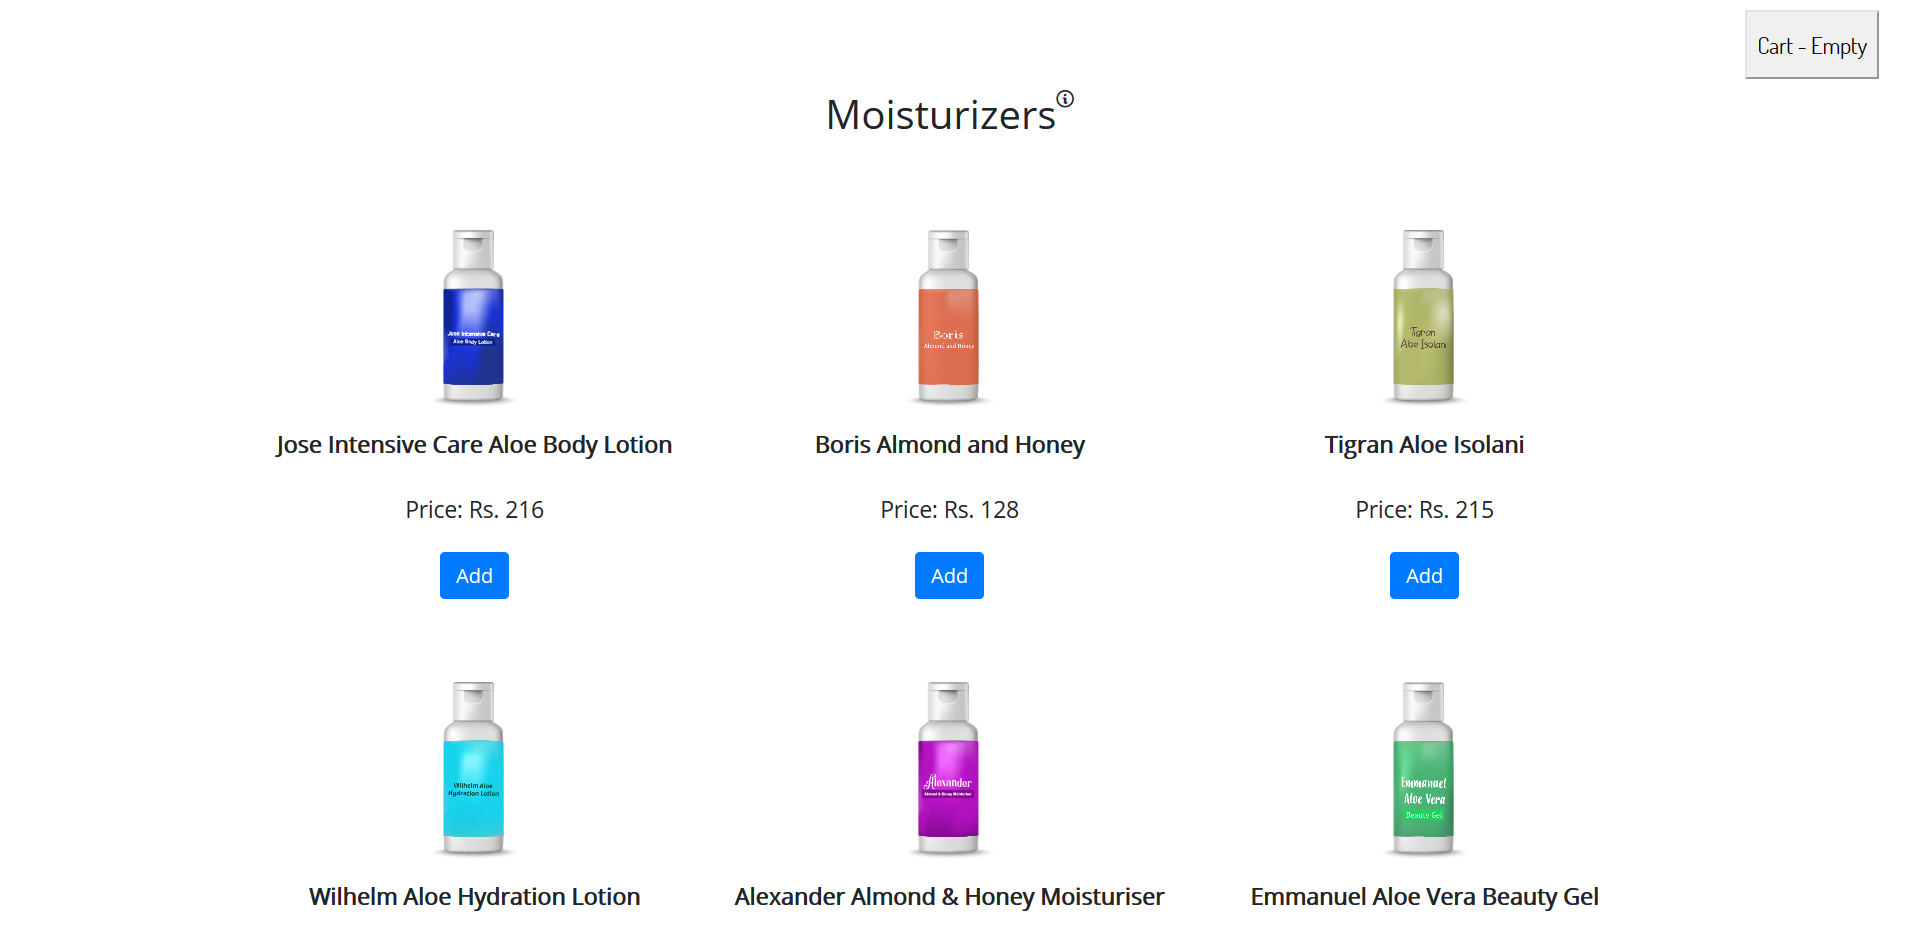 Cart - Empty
Moisturizers
Jose Intensive Care
Aloe Body Lotion
Boris
Almond and Honey
Tigran
Aloe Isolani
Jose Intensive Care Aloe Body Lotion
Boris Almond and Honey
Tigran Aloe Isolani
Price: Rs. 216
Price: Rs. 128
Price: Rs. 215
Add
Add
Add
Wilhelm Aloe
Hydration Lotion
Alexander
Almond & Honey Moisturiser
Emmanuel
Aloe Vera
Beauty Gel
Wilhelm Aloe Hydration Lotion
Alexander Almond & Honey Moisturiser
Emmanuel Aloe Vera Beauty Gel